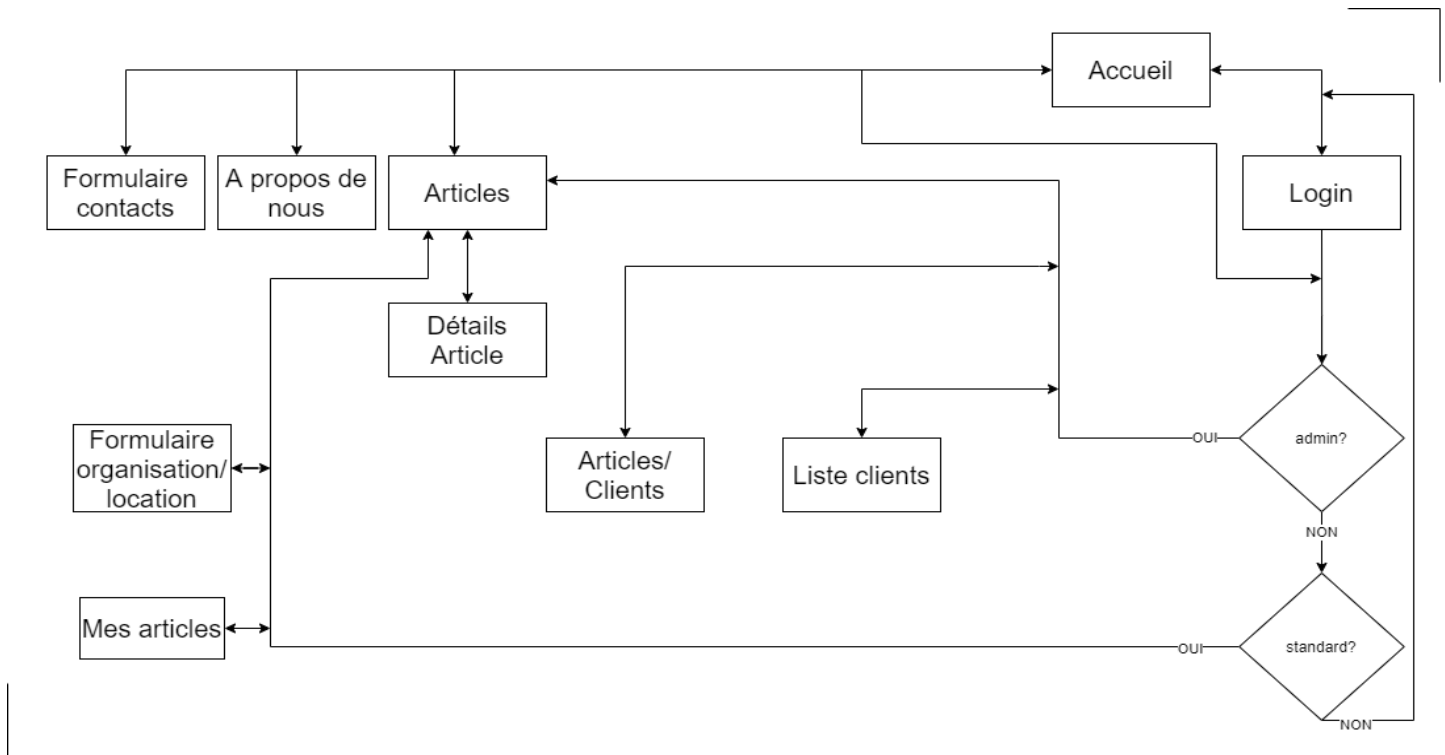 Accueil
Formulaire
contacts
A propos de
nous
Articles
Login
Détails
Article
Formulaire
organisation/
location
Articles/
Clients
Liste clients
OUI
admin?
NON
Mes articles
OUI
standard?
NON